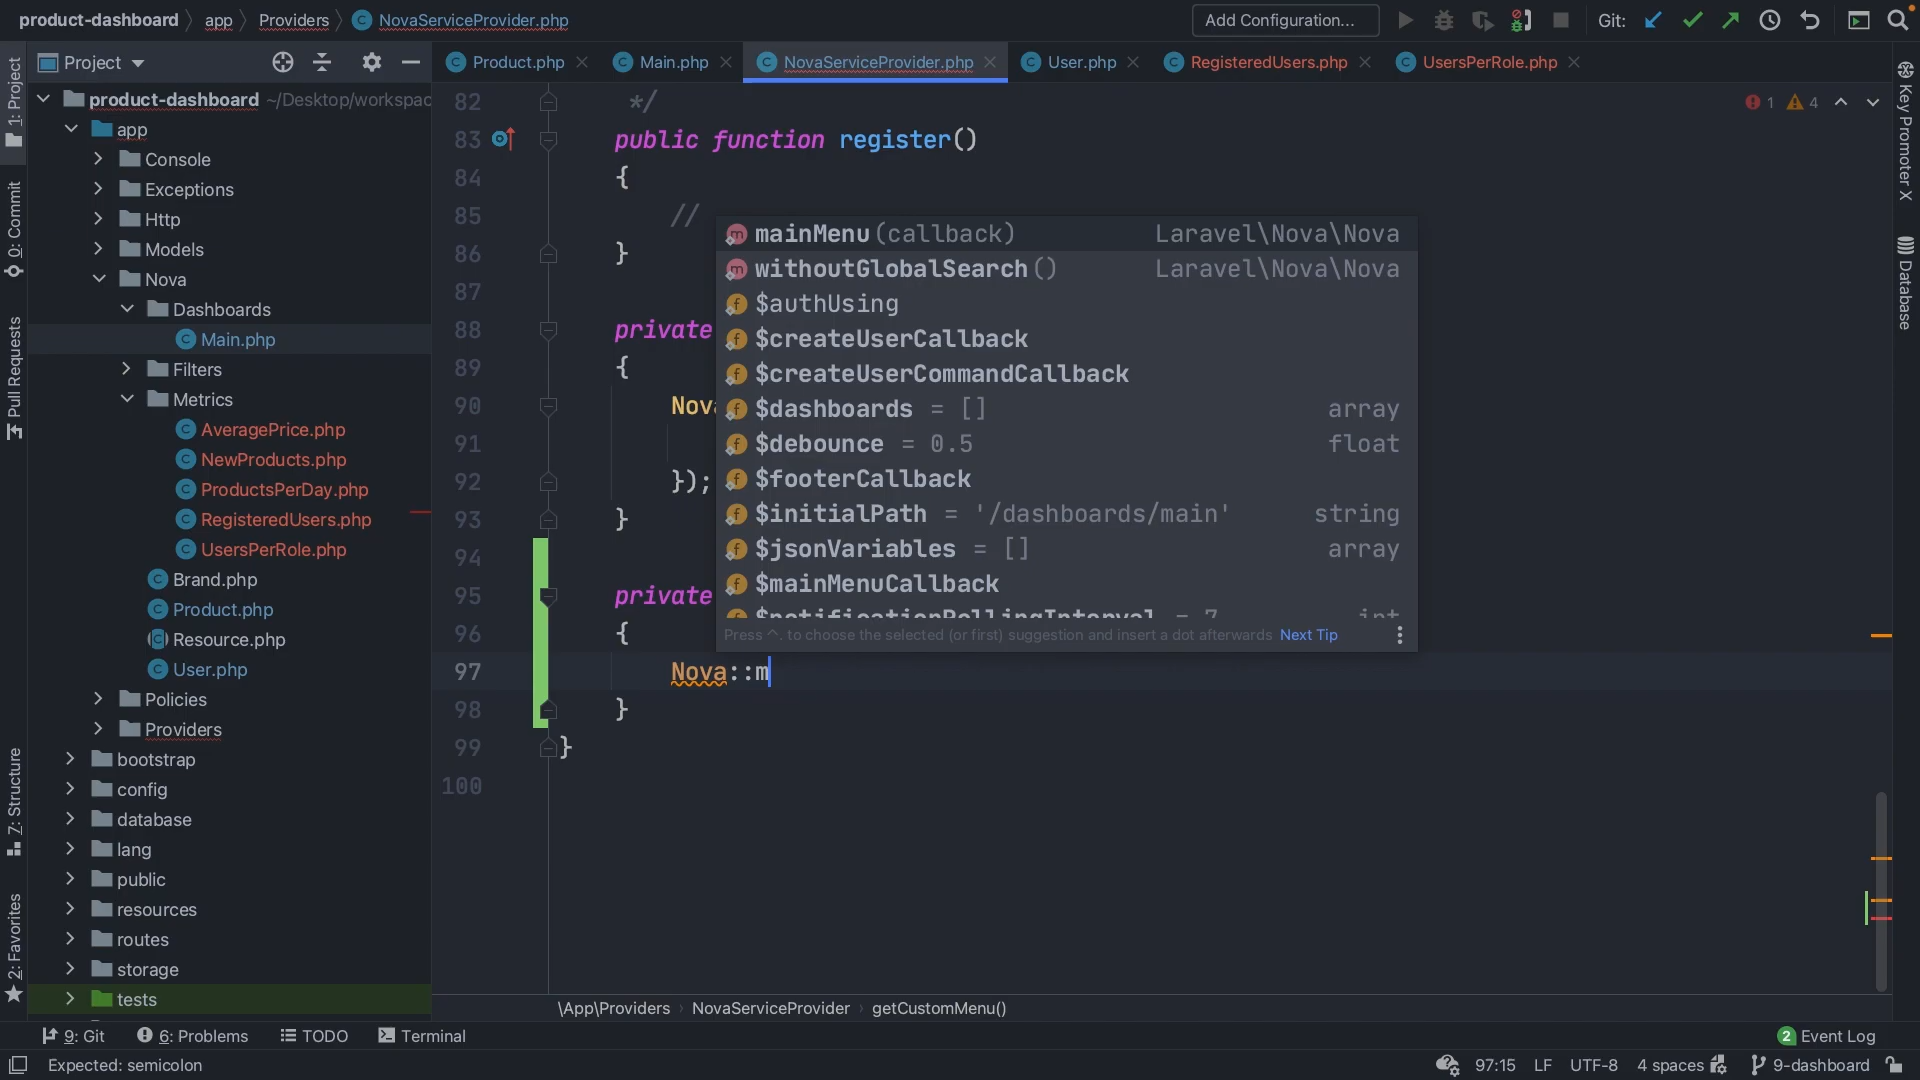 product-dashboard app Providers NovaServiceProvider.php Add Configuration... Git:
Project
Product.php Main.php NovaServiceProvider.php User.php RegisteredUsers.php UsersPerRole.php
1: Project
0: Commit
Pull Requests
7: Structure
2: Favorites
product-dashboard ~/Desktop/workspac
app
Console
Exceptions
Http
Models
Nova
Dashboards
Main.php
Filters
Metrics
AveragePrice.php
NewProducts.php
ProductsPerDay.php
RegisteredUsers.php
UsersPerRole.php
Brand.php
Product.php
Resource.php
User.php
Policies
Providers
bootstrap
config
database
lang
public
resources
routes
storage
tests
1 4
82 */
83 public function register()
84 {
85 //
86 }
87
88 private
89 {
90 Nova
91
92 });
93 }
94
95 private
96 {
97 Nova::m
98 }
99 }
100
mainMenu(callback) Laravel\Nova\Nova
withoutGlobalSearch() Laravel\Nova\Nova
$authUsing
$createUserCallback
$createUserCommandCallback
$dashboards = [] array
$debounce = 0.5 float
$footerCallback
$initialPath = '/dashboards/main' string
$jsonVariables = [] array
$mainMenuCallback
$notificationPollingInterval = 7 int
Press ^. to choose the selected (or first) suggestion and insert a dot afterwards Next Tip
Key Promoter X
Database
\App\Providers NovaServiceProvider getCustomMenu()
9: Git 6: Problems TODO Terminal 2 Event Log
Expected: semicolon 97:15 LF UTF-8 4 spaces 9-dashboard